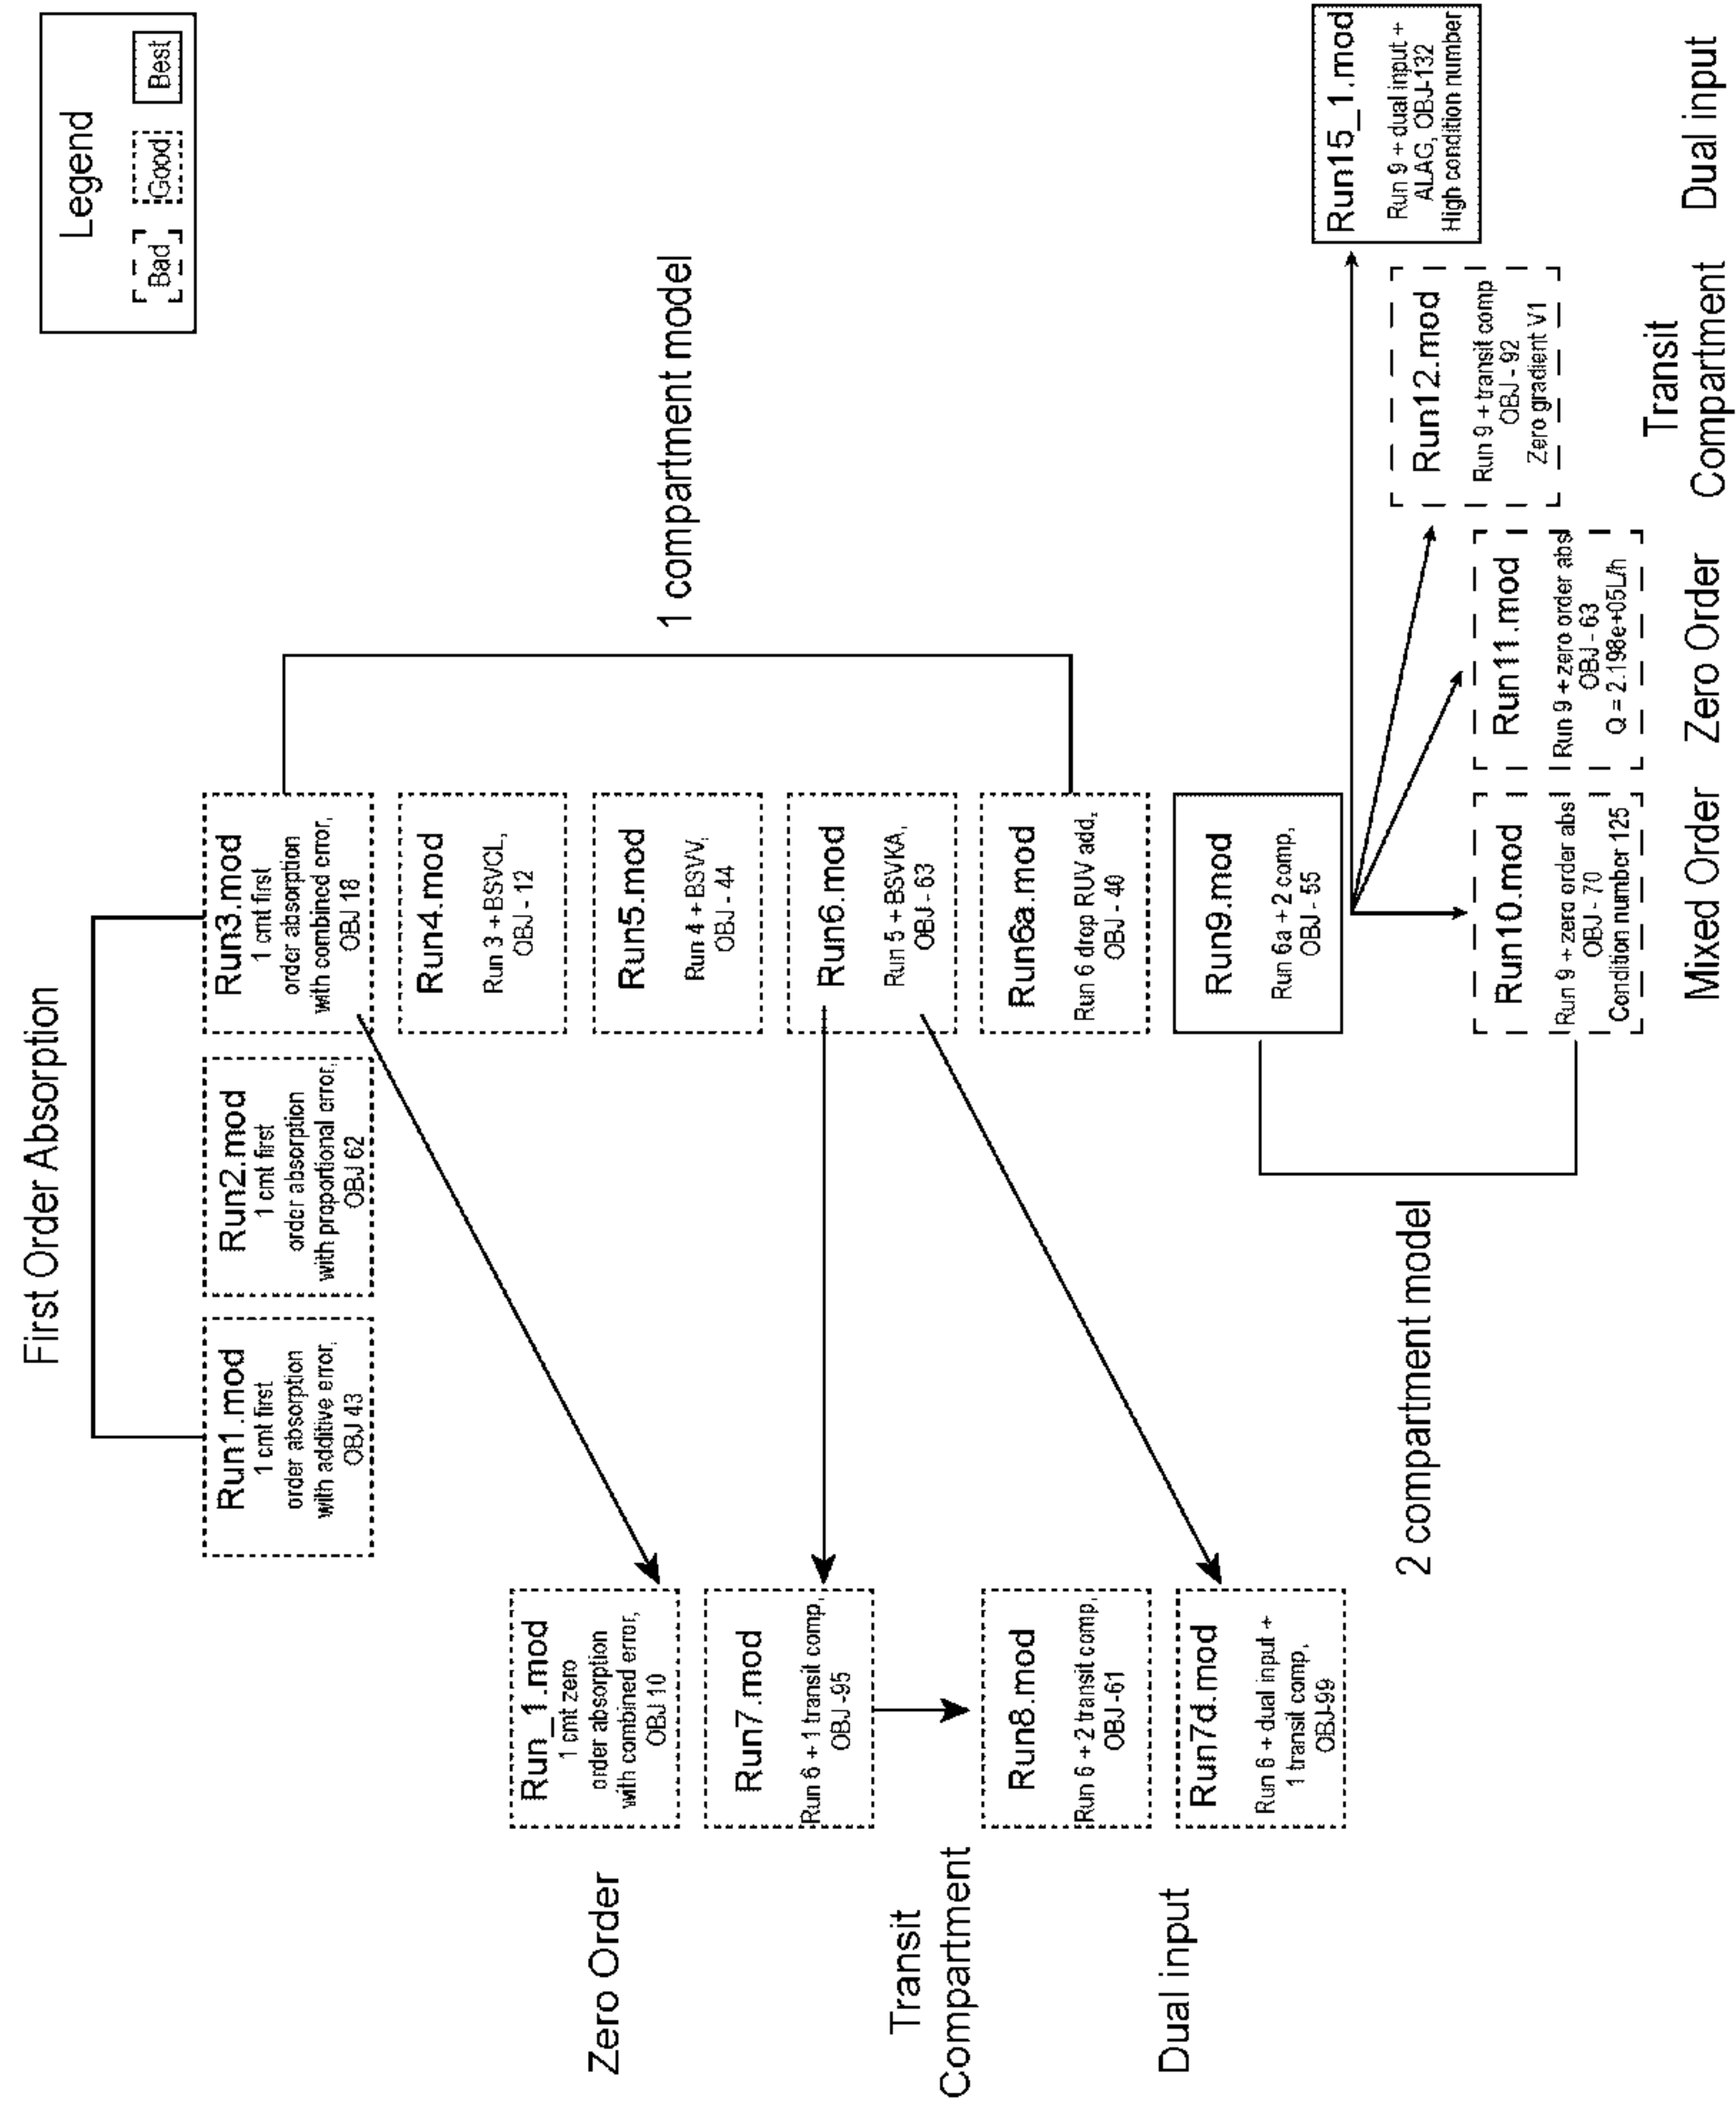 First Order Absorption
Legend
Bad
Good
Best
Run1.mod
1 cmt first
order absorption
with additive error,
OBJ 43
Run2.mod
1 cmt first
order absorption
with proportional error,
OBJ 62
Run3.mod
1 cmt first
order absorption
with combined error,
OBJ 18
Run4.mod
Run 3 + BSVCL,
OBJ - 12
Run5.mod
Run 4 + BSVV,
OBJ - 44
Run6.mod
Run 5 + BSVKA,
OBJ - 63
Run6a.mod
Run 6 drop RUV add,
OBJ - 40
1 compartment model
Zero Order
Run_1.mod
1 cmt zero
order absorption
with combined error,
OBJ 10
Transit
Compartment
Run7.mod
Run 6 + 1 transit comp,
OBJ -95
Run8.mod
Run 6 + 2 transit comp,
OBJ -61
Dual input
Run7d.mod
Run 6 + dual input +
1 transit comp,
OBJ-99
Run9.mod
Run 6a + 2 comp,
OBJ - 55
2 compartment model
Run10.mod
Run 9 + zero order abs
OBJ - 70
Condition number 125
Run11.mod
Run 9 + zero order abs
OBJ - 63
Q = 2.198e+05L/h
Run12.mod
Run 9 + transit comp
OBJ - 92
Zero gradient V1
Run15_1.mod
Run 9 + dual input +
ALAG, OBJ-132
High condition number
Mixed Order
Zero Order
Transit
Compartment
Dual input